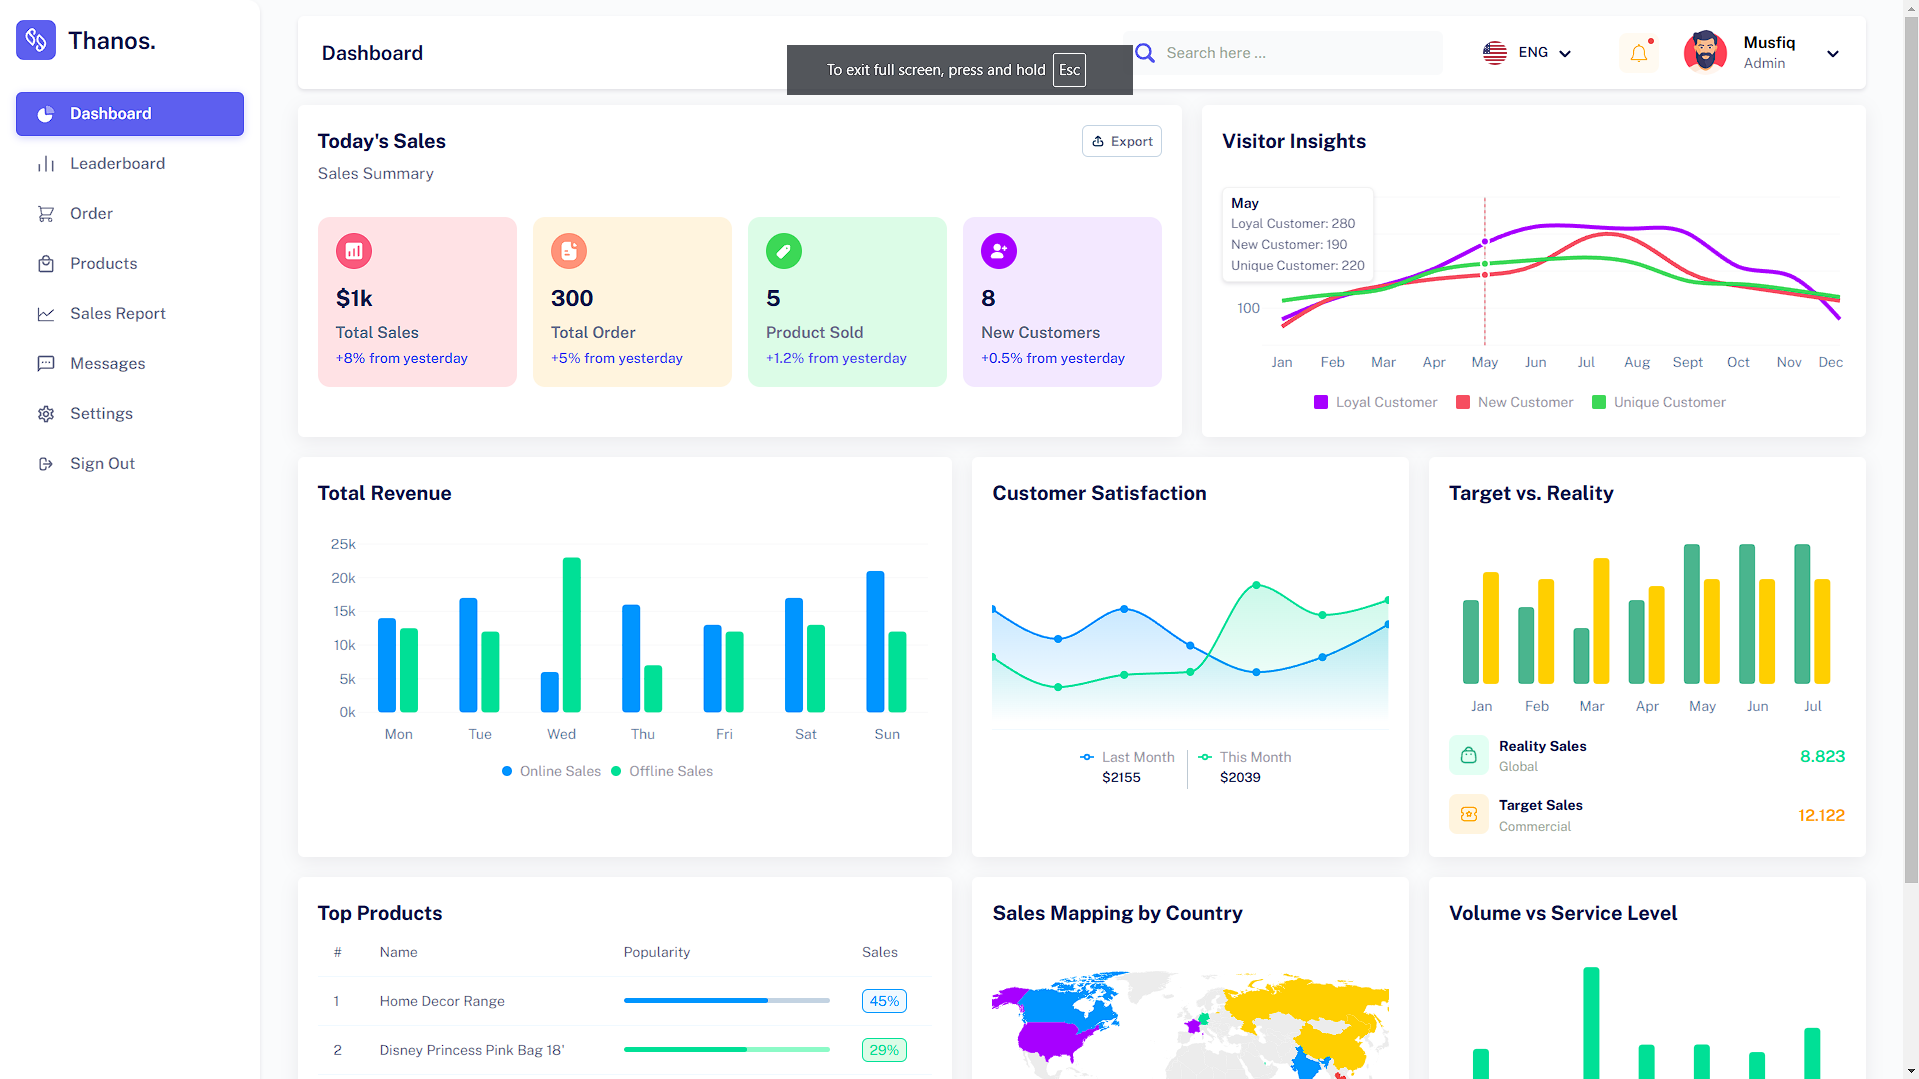 Thanos.
Dashboard
Leaderboard
Order
Products
Sales Report
Messages
Settings
Sign Out
Dashboard
To exit full screen, press and hold Esc
Search here ...
ENG
Musfiq
Admin
Today's Sales
Export
Sales Summary
$1k
Total Sales
+8% from yesterday
300
Total Order
+5% from yesterday
5
Product Sold
+1.2% from yesterday
8
New Customers
+0.5% from yesterday
Visitor Insights
May
Loyal Customer: 280
New Customer: 190
Unique Customer: 220
100
Jan Feb Mar Apr May Jun Jul Aug Sept Oct Nov Dec
Loyal Customer New Customer Unique Customer
Total Revenue
25k
20k
15k
10k
5k
0k
Mon Tue Wed Thu Fri Sat Sun
Online Sales Offline Sales
Customer Satisfaction
Last Month
$2155
This Month
$2039
Target vs. Reality
Jan Feb Mar Apr May Jun Jul
Reality Sales
Global
8.823
Target Sales
Commercial
12.122
Top Products
# Name Popularity Sales
1 Home Decor Range 45%
2 Disney Princess Pink Bag 18' 29%
Sales Mapping by Country
Volume vs Service Level